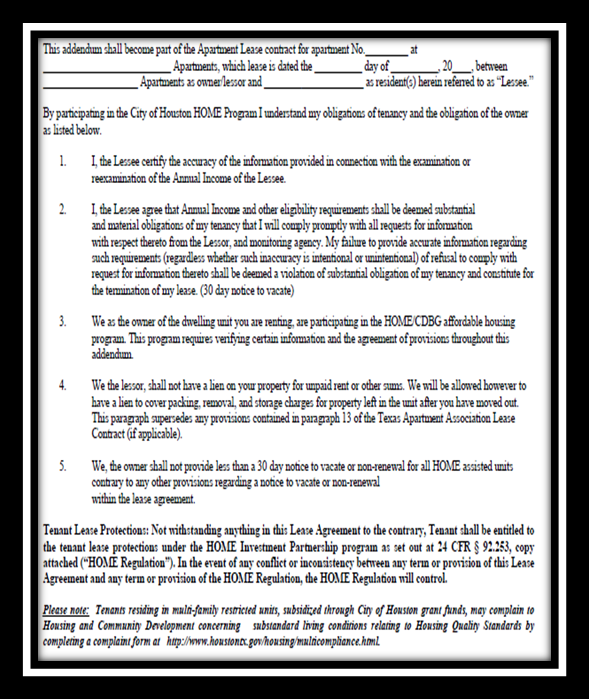 This addendum shall become part of the Apartment Lease contract for apartment No.________ at
________________________ Apartments, which lease is dated the _________ day of _________, 20___, between
__________________ Apartments as owner/lessor and ___________________ as resident(s) herein referred to as “Lessee.”
By participating in the City of Houston HOME Program I understand my obligations of tenancy and the obligation of the owner
as listed below.
1. I, the Lessee certify the accuracy of the information provided in connection with the examination or
reexamination of the Annual Income of the Lessee.
2. I, the Lessee agree that Annual Income and other eligibility requirements shall be deemed substantial
and material obligations of my tenancy that I will comply promptly with all requests for information
with respect thereto from the Lessor, and monitoring agency. My failure to provide accurate information regarding
such requirements (regardless whether such inaccuracy is intentional or unintentional) of refusal to comply with
request for information thereto shall be deemed a violation of substantial obligation of my tenancy and constitute for
the termination of my lease. (30 day notice to vacate)
3. We as the owner of the dwelling unit you are renting, are participating in the HOME/CDBG affordable housing
program. This program requires verifying certain information and the agreement of provisions throughout this
addendum.
4. We the lessor, shall not have a lien on your property for unpaid rent or other sums. We will be allowed however to
have a lien to cover packing, removal, and storage charges for property left in the unit after you have moved out.
This paragraph supersedes any provisions contained in paragraph 13 of the Texas Apartment Association Lease
Contract (if applicable).
5. We, the owner shall not provide less than a 30 day notice to vacate or non-renewal for all HOME assisted units
contrary to any other provisions regarding a notice to vacate or non-renewal
within the lease agreement.
Tenant Lease Protections: Not withstanding anything in this Lease Agreement to the contrary, Tenant shall be entitled to
the tenant lease protections under the HOME Investment Partnership program as set out at 24 CFR § 92.253, copy
attached (“HOME Regulation”). In the event of any conflict or inconsistency between any term or provision of this Lease
Agreement and any term or provision of the HOME Regulation, the HOME Regulation will control.
Please note: Tenants residing in multi-family restricted units, subsidized through City of Houston grant funds, may complain to
Housing and Community Development concerning substandard living conditions relating to Housing Quality Standards by
completing a complaint form at http://www.houstontx.gov/housing/multicompliance.html.